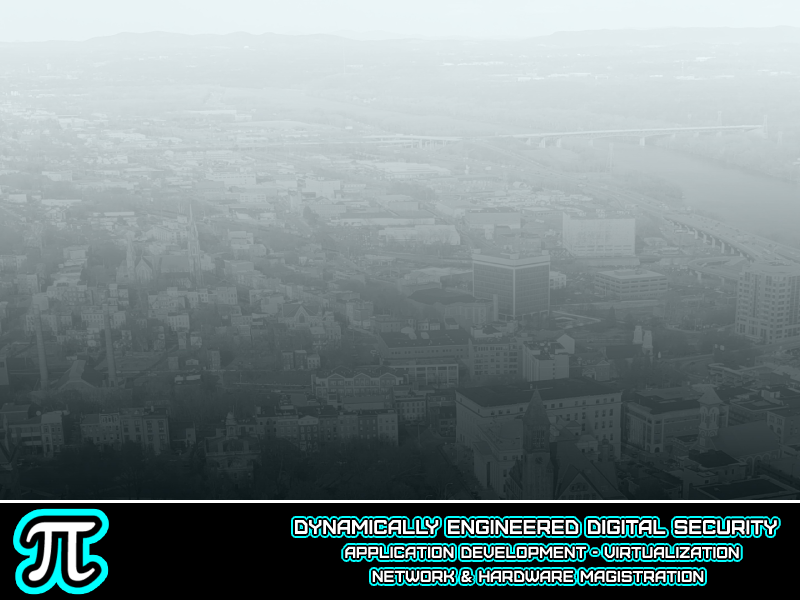 π
DYNAMICALLY ENGINEERED DIGITAL SECURITY
APPLICATION DEVELOPMENT - VIRTUALIZATION
NETWORK & HARDWARE MAGISTRATION